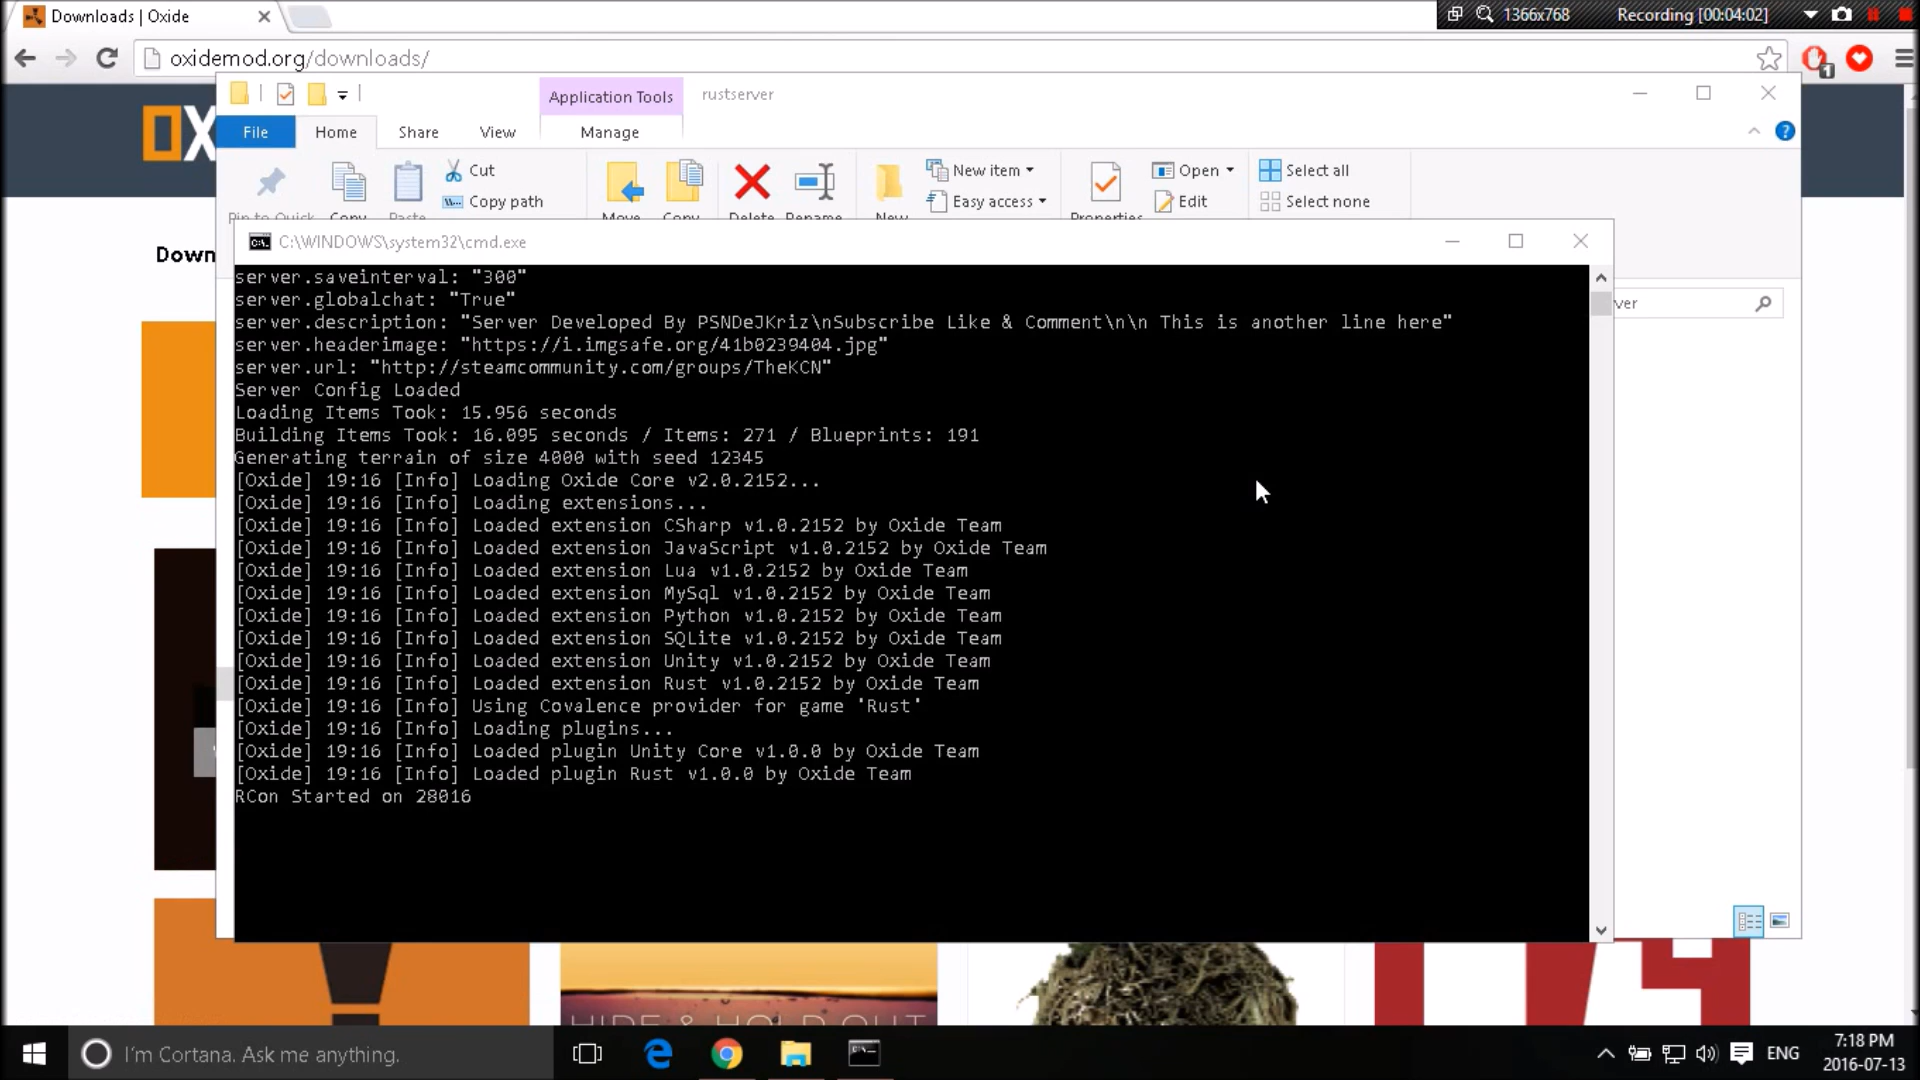 Downloads | Oxide
1366x768
Recording [00:04:02]
oxidemod.org/downloads/
1
OX
Application Tools
rustserver
File
Home
Share
View
Manage
Cut
Copy path
New item
Easy access
Open
Edit
Select all
Select none
Pin to Quick
Copy
Paste
Move
Copy
Delete
Rename
New
Properties
Down
C:\WINDOWS\system32\cmd.exe
ver
server.saveinterval: "300"
server.globalchat: "True"
server.description: "Server Developed By PSNDeJKriz\nSubscribe Like & Comment\n\n This is another line here"
server.headerimage: "https://i.imgsafe.org/41b0239404.jpg"
server.url: "http://steamcommunity.com/groups/TheKCN"
Server Config Loaded
Loading Items Took: 15.956 seconds
Building Items Took: 16.095 seconds / Items: 271 / Blueprints: 191
Generating terrain of size 4000 with seed 12345
[Oxide] 19:16 [Info] Loading Oxide Core v2.0.2152...
[Oxide] 19:16 [Info] Loading extensions...
[Oxide] 19:16 [Info] Loaded extension CSharp v1.0.2152 by Oxide Team
[Oxide] 19:16 [Info] Loaded extension JavaScript v1.0.2152 by Oxide Team
[Oxide] 19:16 [Info] Loaded extension Lua v1.0.2152 by Oxide Team
[Oxide] 19:16 [Info] Loaded extension MySql v1.0.2152 by Oxide Team
[Oxide] 19:16 [Info] Loaded extension Python v1.0.2152 by Oxide Team
[Oxide] 19:16 [Info] Loaded extension SQLite v1.0.2152 by Oxide Team
[Oxide] 19:16 [Info] Loaded extension Unity v1.0.2152 by Oxide Team
[Oxide] 19:16 [Info] Loaded extension Rust v1.0.2152 by Oxide Team
[Oxide] 19:16 [Info] Using Covalence provider for game 'Rust'
[Oxide] 19:16 [Info] Loading plugins...
[Oxide] 19:16 [Info] Loaded plugin Unity Core v1.0.0 by Oxide Team
[Oxide] 19:16 [Info] Loaded plugin Rust v1.0.0 by Oxide Team
RCon Started on 28016
HIDE & HOLD OUT
I'm Cortana. Ask me anything.
ENG
7:18 PM
2016-07-13